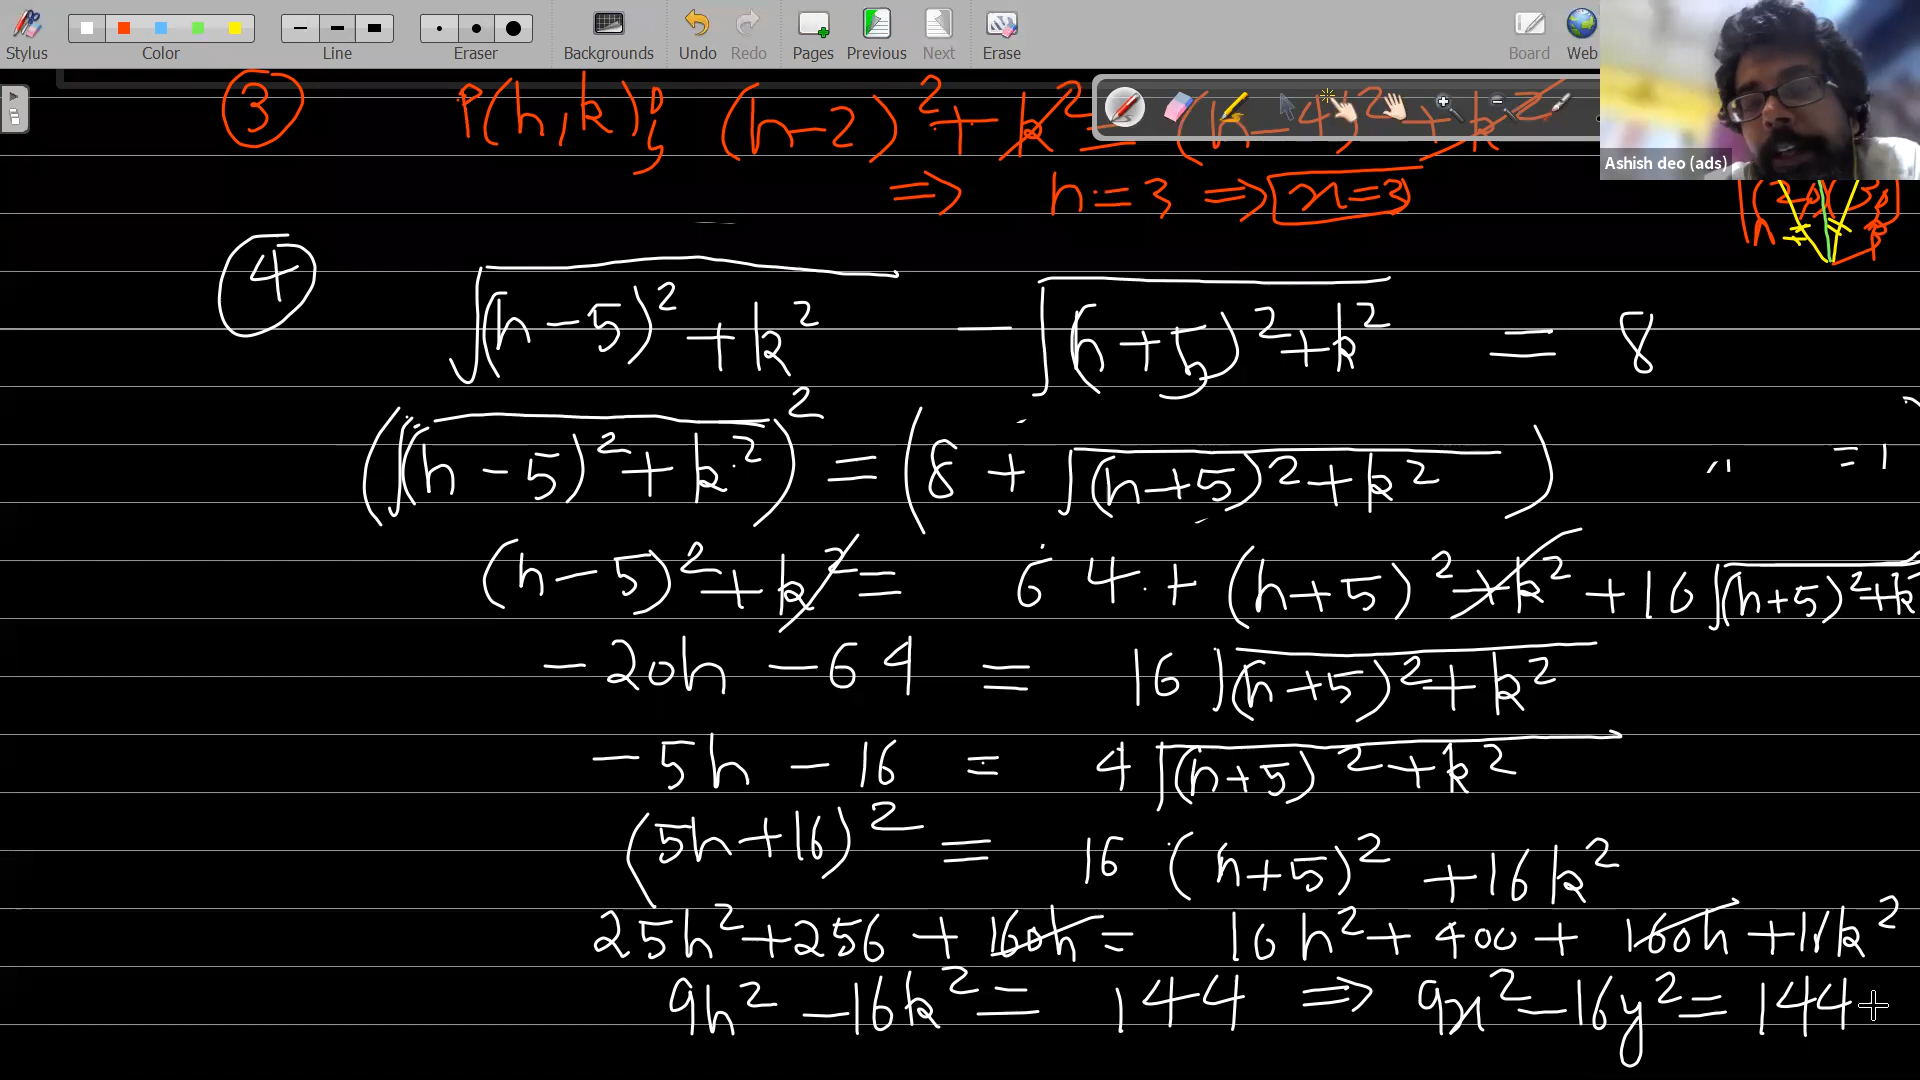 Stylus Color Line Eraser Backgrounds Undo Redo Pages Previous Next Erase Board Web
Ashish deo (ads)
③ P(h,k); (h-2)² + k² = (h-4)² + k²
⇒ h = 3 ⇒ x=3
④ √((h-5)² + k²) - √((h+5)² + k²) = 8
(√((h-5)² + k²))² = (8 + √((h+5)² + k²))
(h-5)² + k² = 64 + (h+5)² + k² + 16√((h+5)² + k²
-20h - 64 = 16√((h+5)² + k²)
-5h - 16 = 4√((h+5)² + k²)
(5h+16)² = 16 (h+5)² + 16k²
25h² + 256 + 160h = 16h² + 400 + 160h + 16k²
9h² - 16k² = 144 ⇒ 9x² - 16y² = 144